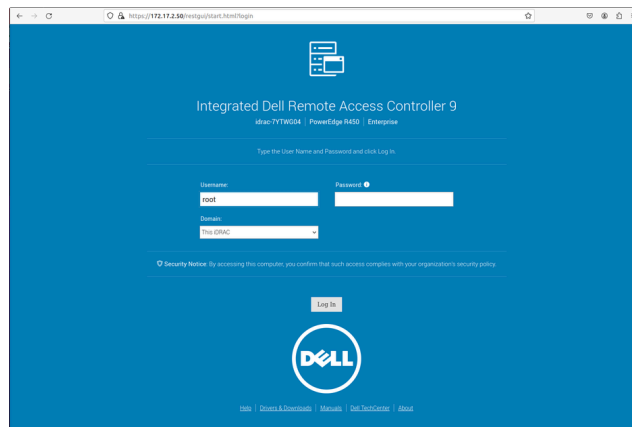 https://172.17.2.50/restgui/start.html?login
Integrated Dell Remote Access Controller 9
idrac-7YTWG04 | PowerEdge R450 | Enterprise
Type the User Name and Password and click Log In.
Username: Password:
root
Domain:
This iDRAC
Security Notice: By accessing this computer, you confirm that such access complies with your organization's security policy.
Log In
DELL
Help | Drivers & Downloads | Manuals | Dell TechCenter | About